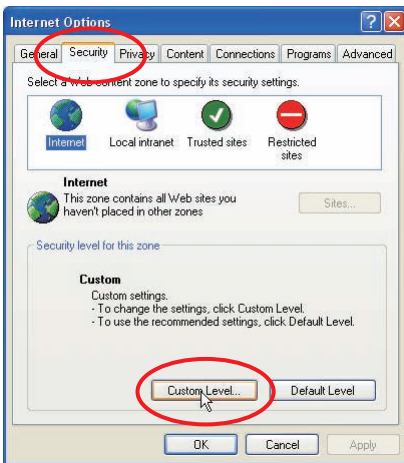 Internet Options
General Security Privacy Content Connections Programs Advanced
Select a Web content zone to specify its security settings.
Internet Local intranet Trusted sites Restricted
sites
Internet
This zone contains all Web sites you
haven't placed in other zones
Sites...
Security level for this zone
Custom
Custom settings.
- To change the settings, click Custom Level.
- To use the recommended settings, click Default Level.
Custom Level... Default Level
OK Cancel Apply